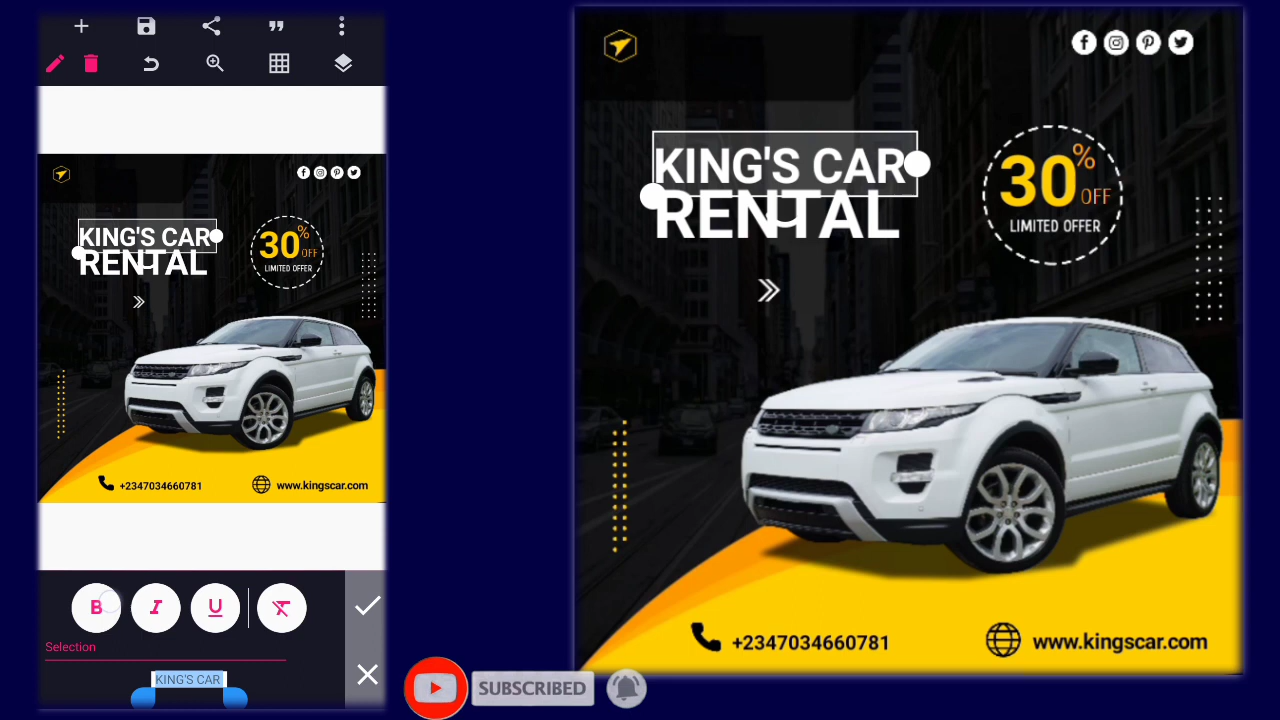 KING'S CAR
RENTAL
30%
OFF
LIMITED OFFER
+2347034660781
www.kingscar.com
B I U T
Selection
KING'S CAR
KING'S CAR
RENTAL
30%
OFF
LIMITED OFFER
+2347034660781
www.kingscar.com
SUBSCRIBED